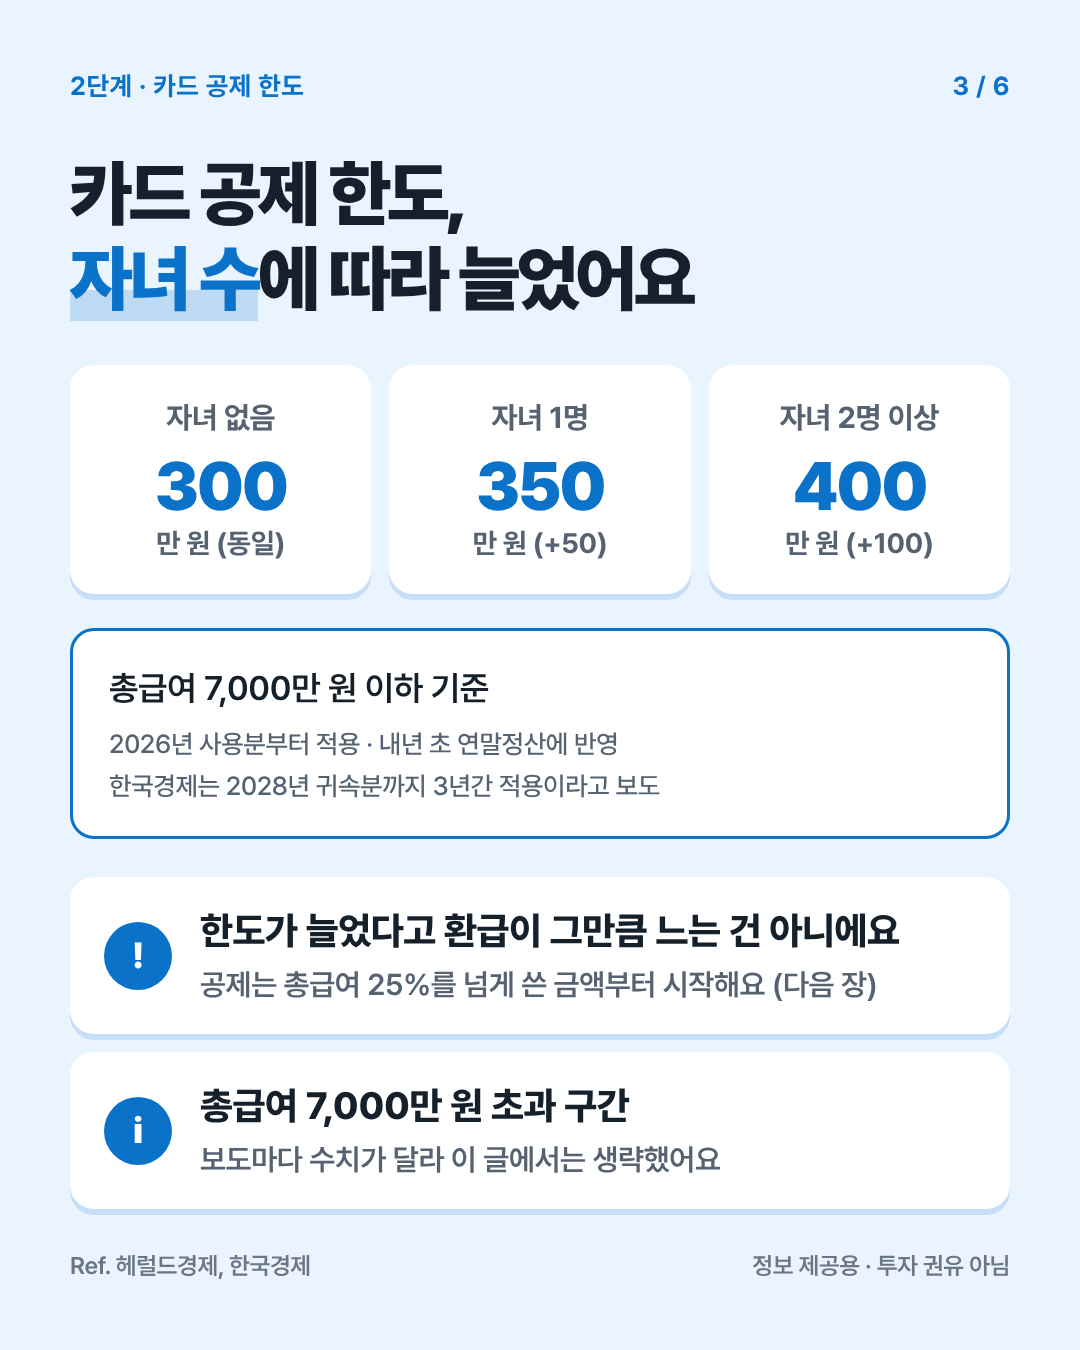 2단계 · 카드 공제 한도
3 / 6
카드 공제 한도,
자녀 수에 따라 늘었어요
자녀 없음
300
만 원 (동일)
자녀 1명
350
만 원 (+50)
자녀 2명 이상
400
만 원 (+100)
총급여 7,000만 원 이하 기준
2026년 사용분부터 적용 · 내년 초 연말정산에 반영
한국경제는 2028년 귀속분까지 3년간 적용이라고 보도
!
한도가 늘었다고 환급이 그만큼 느는 건 아니에요
공제는 총급여 25%를 넘게 쓴 금액부터 시작해요 (다음 장)
i
총급여 7,000만 원 초과 구간
보도마다 수치가 달라 이 글에서는 생략했어요
Ref. 헤럴드경제, 한국경제
정보 제공용 · 투자 권유 아님